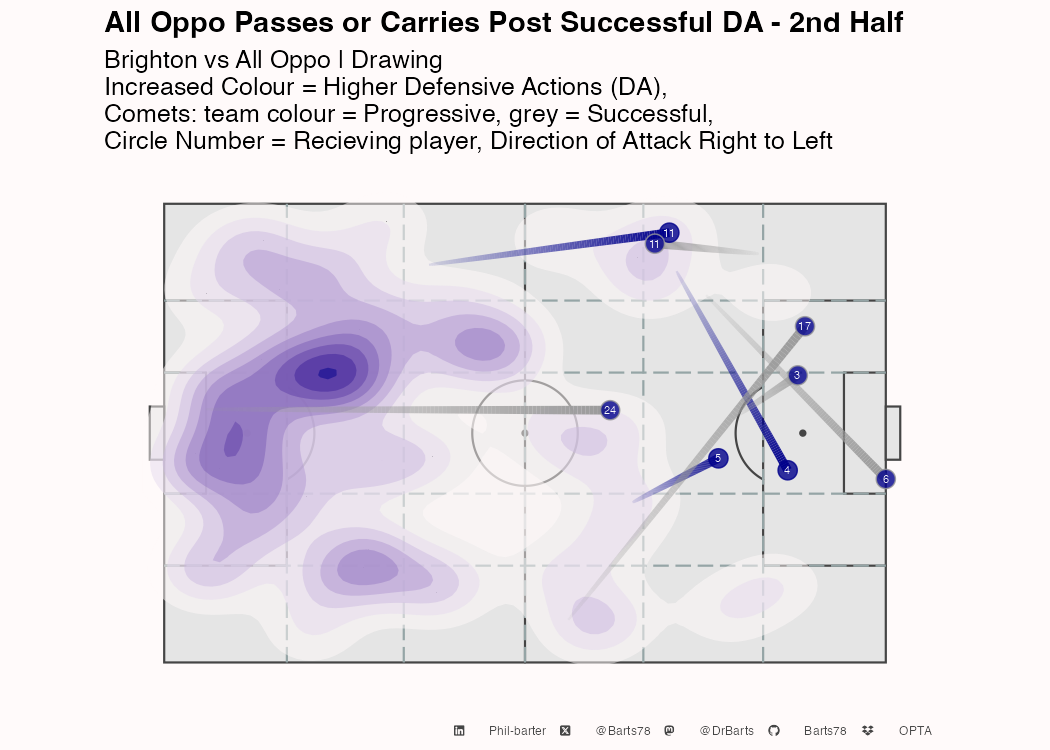 All Oppo Passes or Carries Post Successful DA - 2nd Half
Brighton vs All Oppo | Drawing
Increased Colour = Higher Defensive Actions (DA),
Comets: team colour = Progressive, grey = Successful,
Circle Number = Recieving player, Direction of Attack Right to Left
11
11
17
3
24
5
4
6
Phil-barter @Barts78 @DrBarts Barts78 OPTA